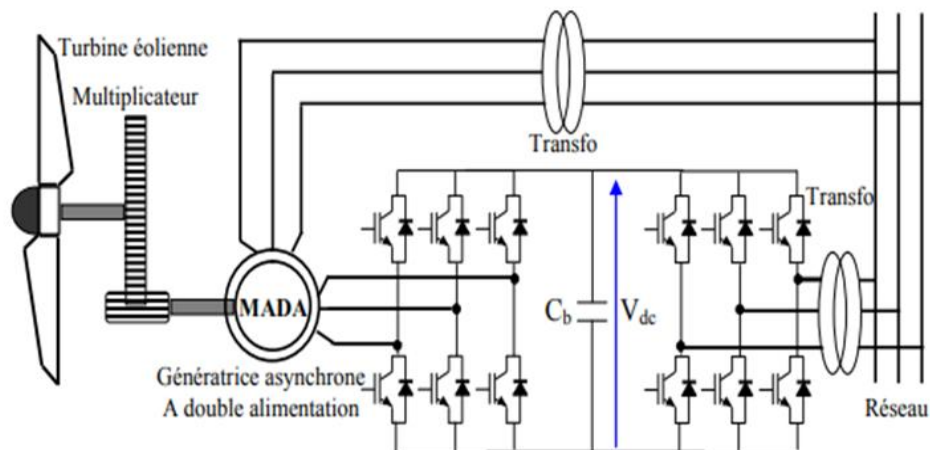 Turbine éolienne
Multiplicateur
Transfo
Transfo
MADA
C_b
V_dc
Génératrice asynchrone
A double alimentation
Réseau